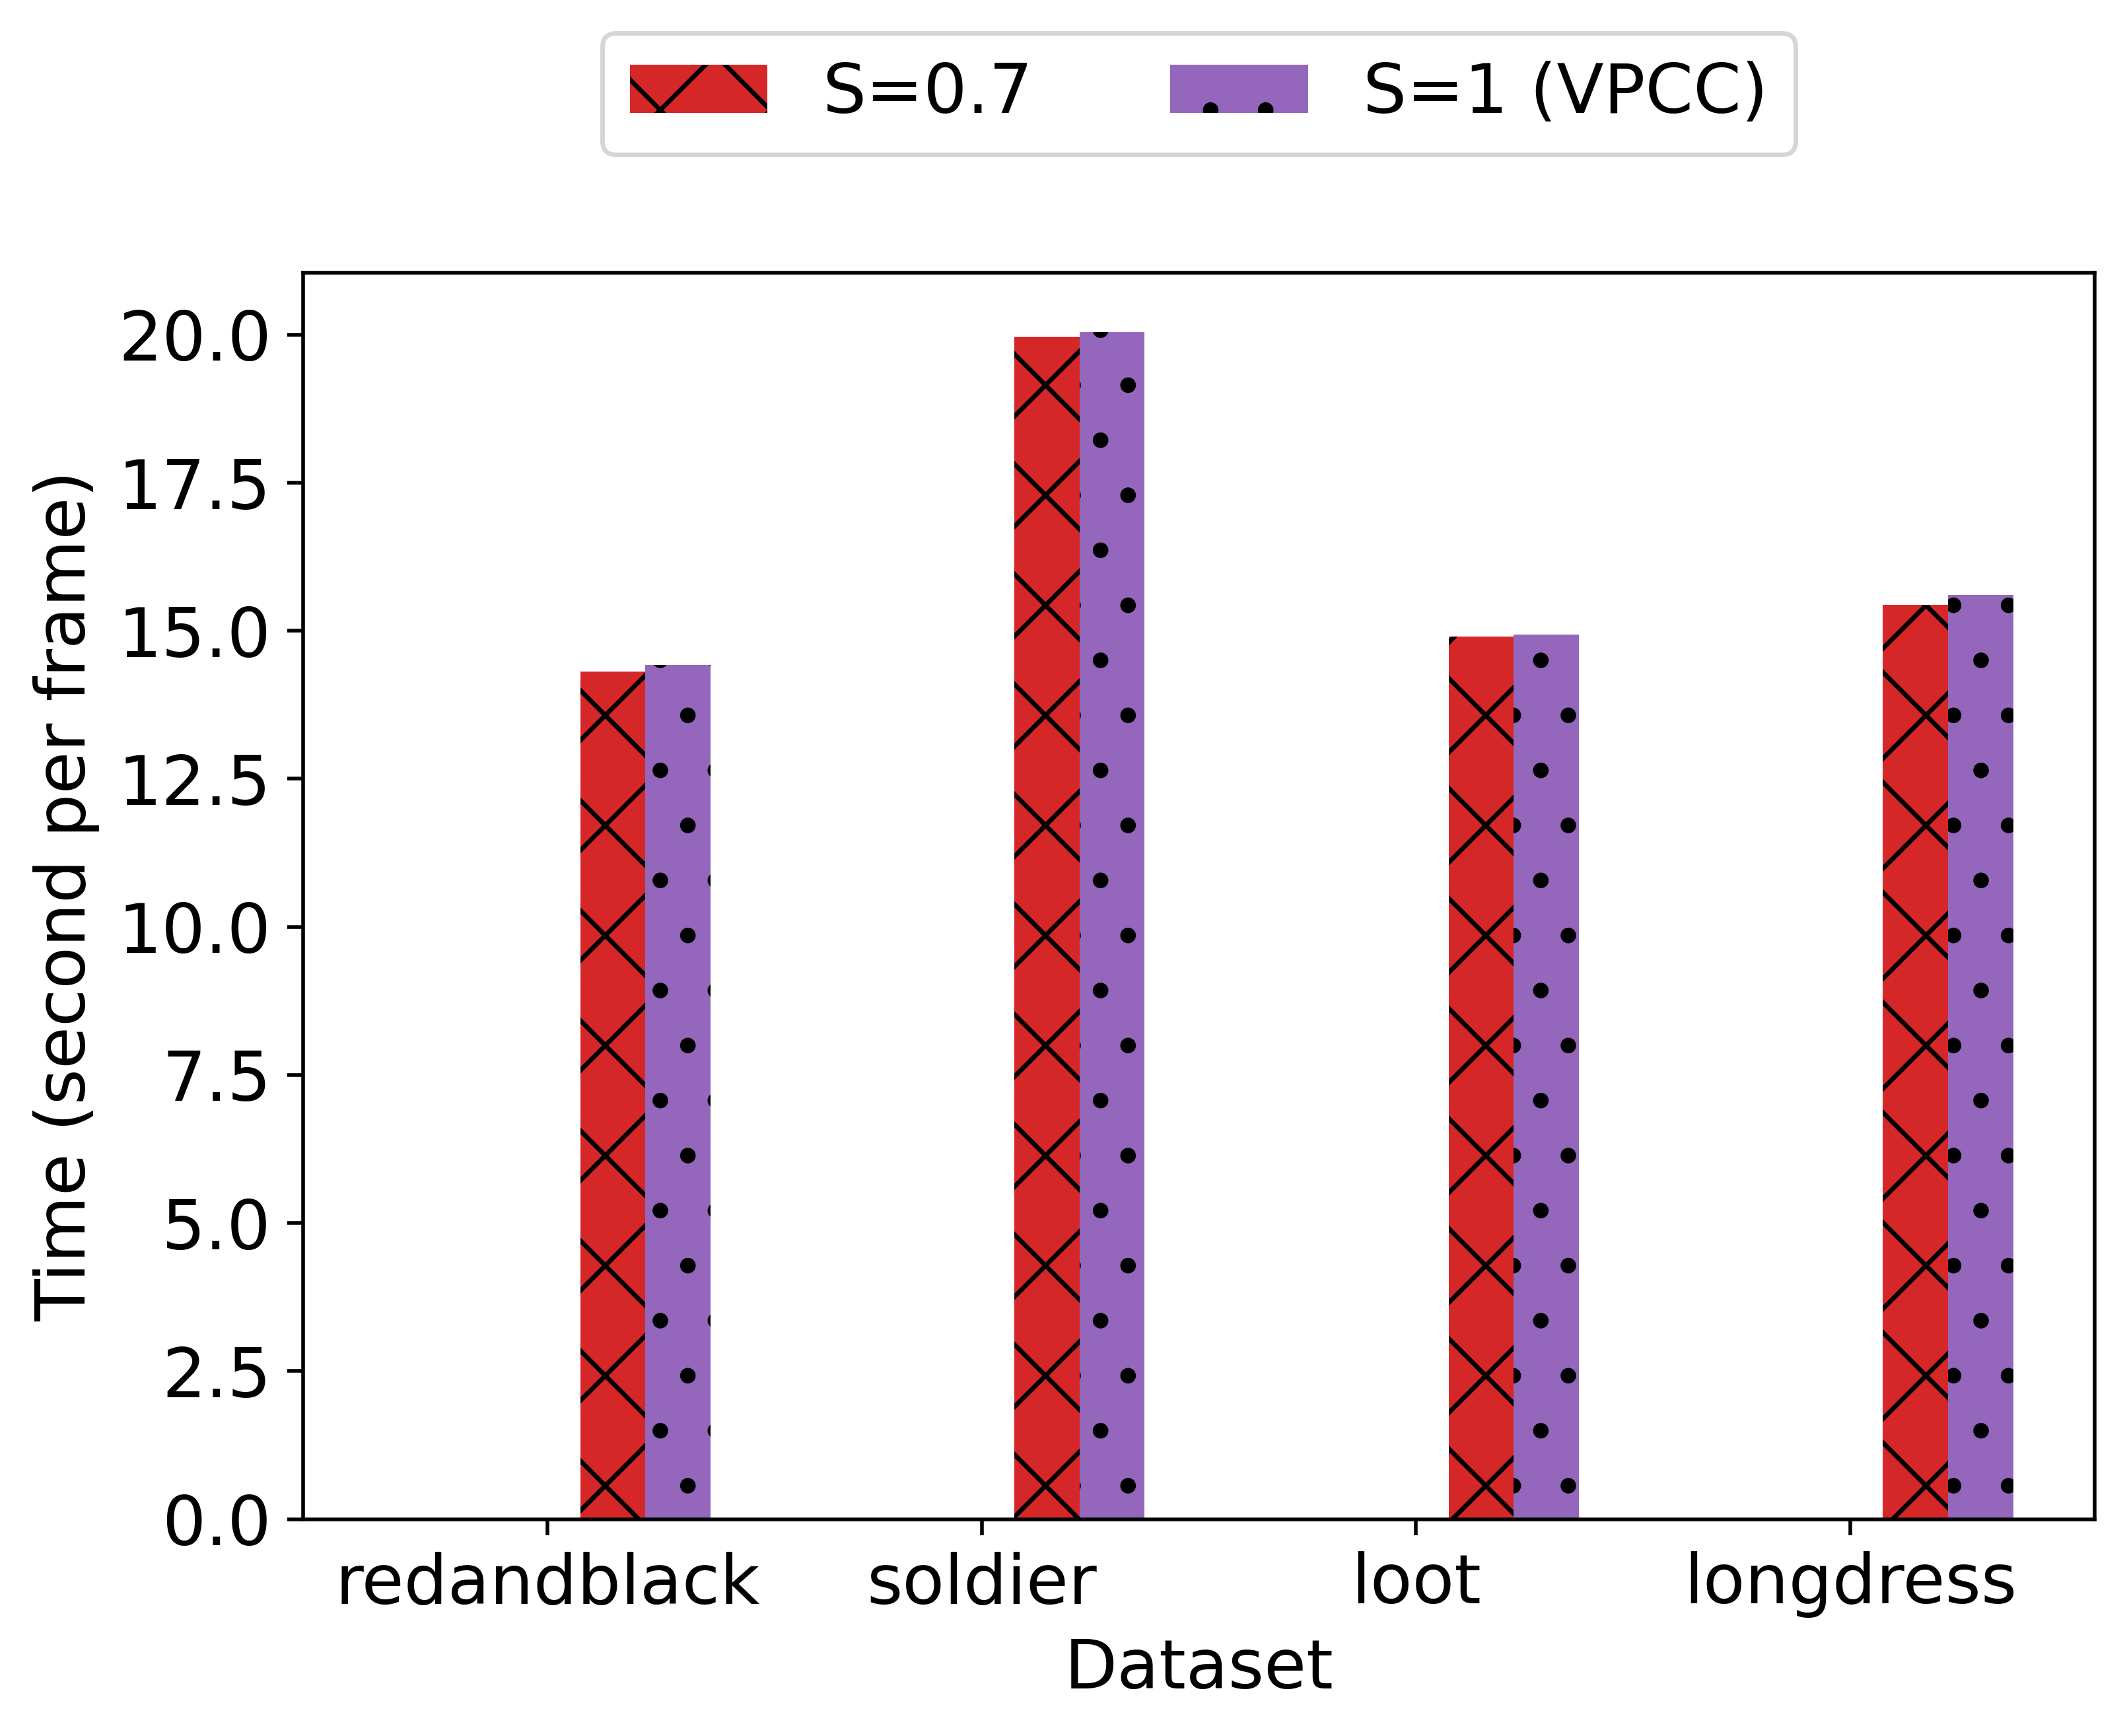 S=0.7 S=1 (VPCC)
Time (second per frame)
20.0
17.5
15.0
12.5
10.0
7.5
5.0
2.5
0.0
redandblack soldier loot longdress
Dataset